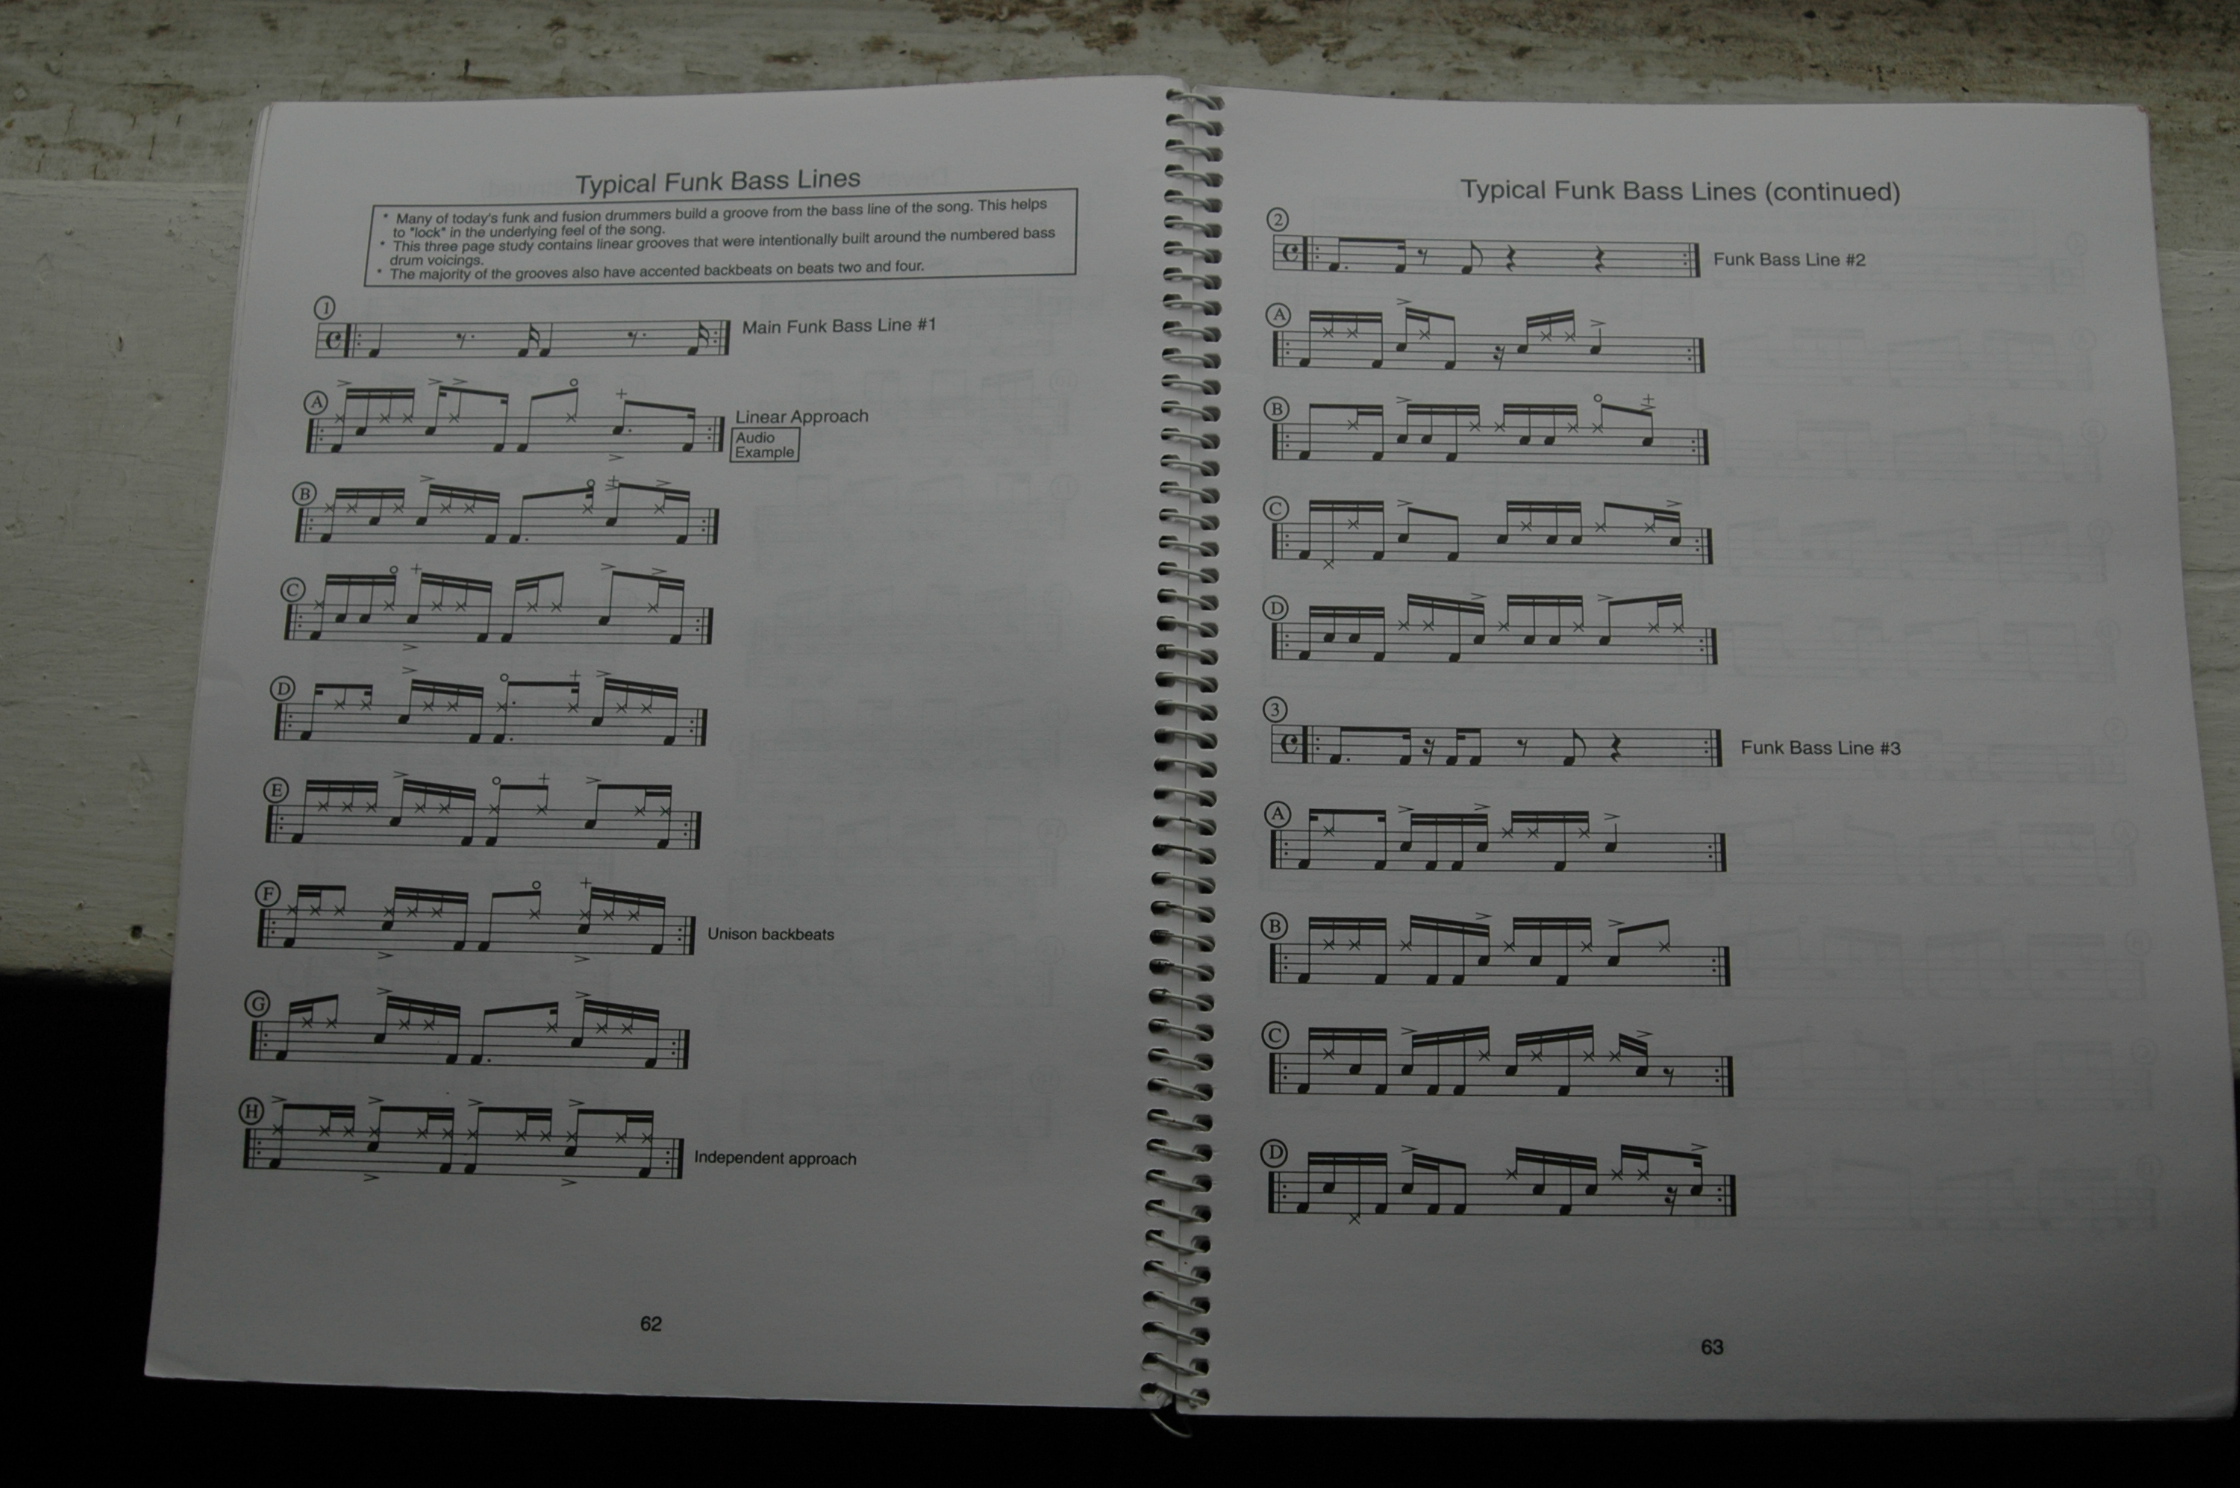 Typical Funk Bass Lines
* Many of today's funk and fusion drummers build a groove from the bass line of the song. This helps
to "lock" in the underlying feel of the song.
* This three page study contains linear grooves that were intentionally built around the numbered bass
drum voicings.
* The majority of the grooves also have accented backbeats on beats two and four.
1
Main Funk Bass Line #1
A
Linear Approach
Audio
Example
B
C
D
E
F
Unison backbeats
G
H
Independent approach
62
Typical Funk Bass Lines (continued)
2
Funk Bass Line #2
A
B
C
D
3
Funk Bass Line #3
A
B
C
D
63